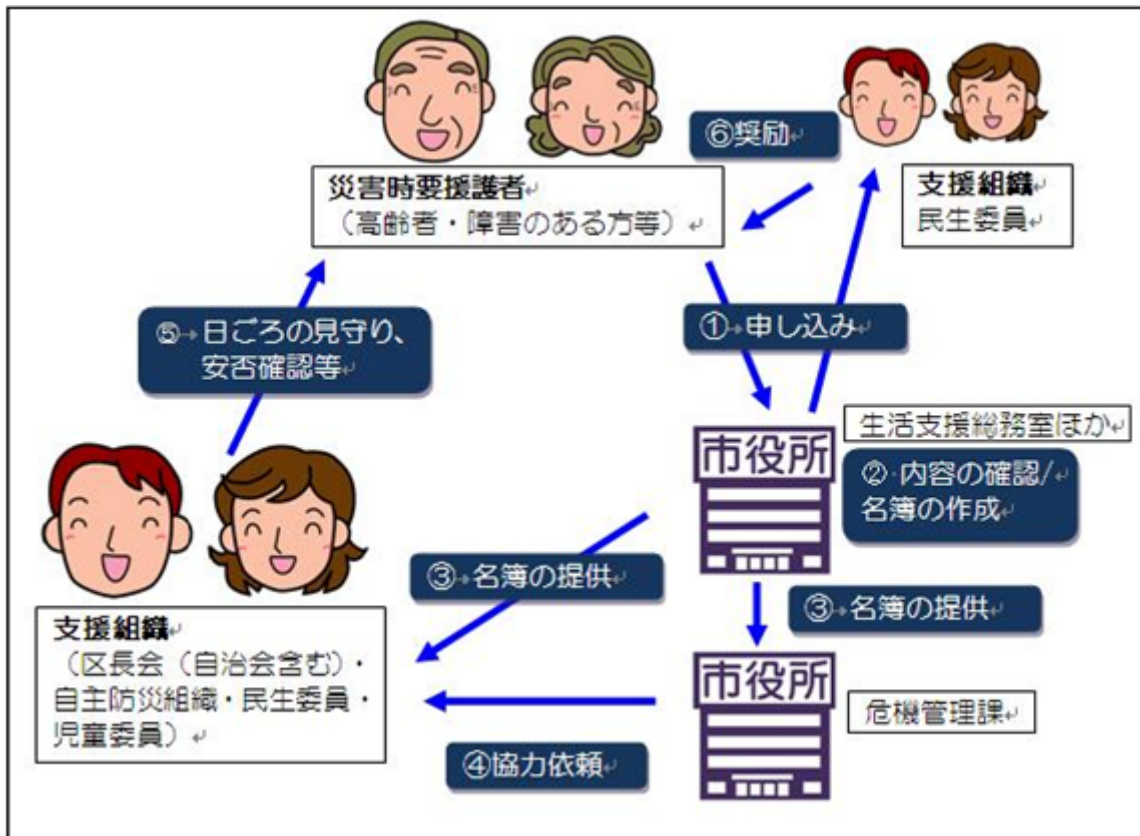 ⑥奨励
災害時要援護者
（高齢者・障害のある方等）
支援組織
民生委員
①→申し込み
⑤→日ごろの見守り、
安否確認等
市役所
生活支援総務室ほか
②・内容の確認/
名簿の作成
③→名簿の提供
③→名簿の提供
支援組織
（区長会（自治会含む）・
自主防災組織・民生委員・
児童委員）
市役所
危機管理課
④協力依頼